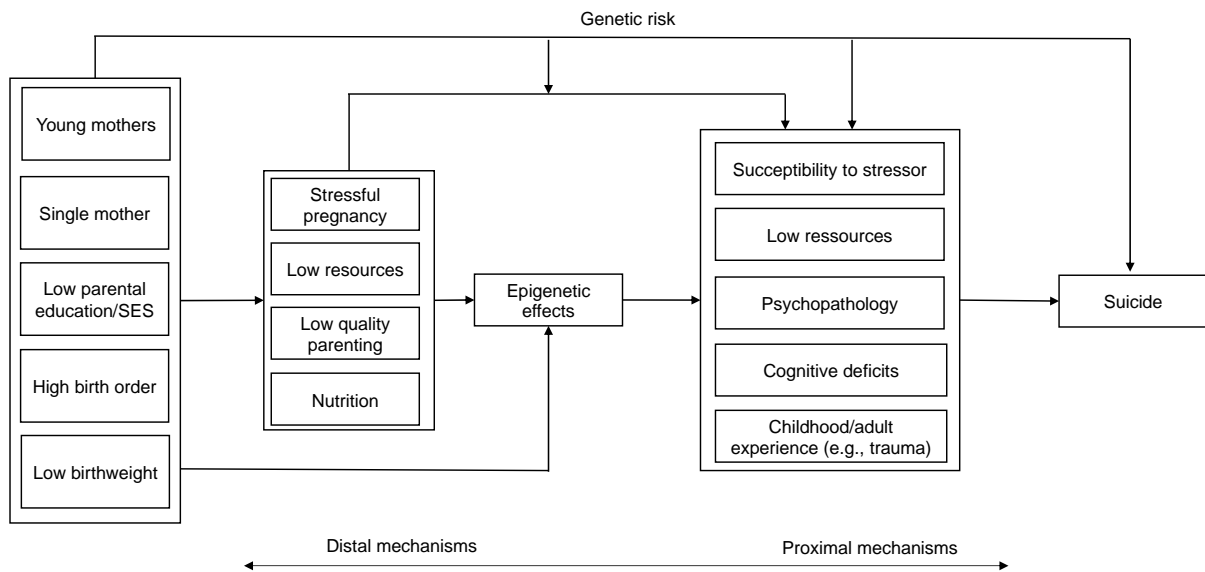 Genetic risk
Young mothers
Single mother
Low parental
education/SES
High birth order
Low birthweight
Stressful
pregnancy
Low resources
Low quality
parenting
Nutrition
Epigenetic
effects
Succeptibility to stressor
Low ressources
Psychopathology
Cognitive deficits
Childhood/adult
experience (e.g., trauma)
Suicide
Distal mechanisms
Proximal mechanisms